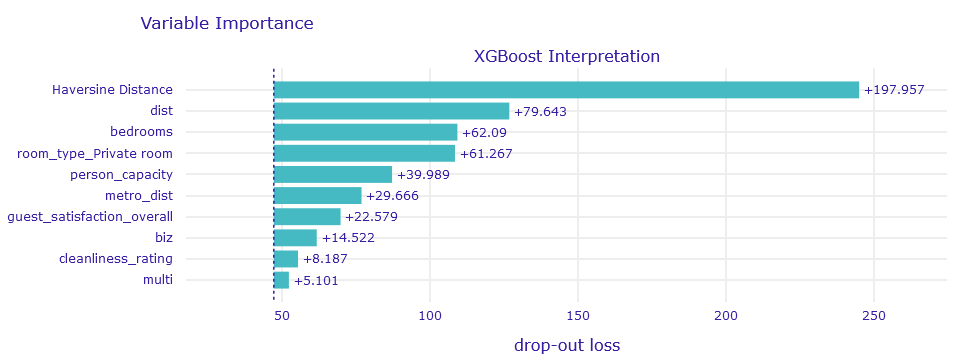 Variable Importance
XGBoost Interpretation
Haversine Distance +197.957
dist +79.643
bedrooms +62.09
room_type_Private room +61.267
person_capacity +39.989
metro_dist +29.666
guest_satisfaction_overall +22.579
biz +14.522
cleanliness_rating +8.187
multi +5.101
50 100 150 200 250
drop-out loss